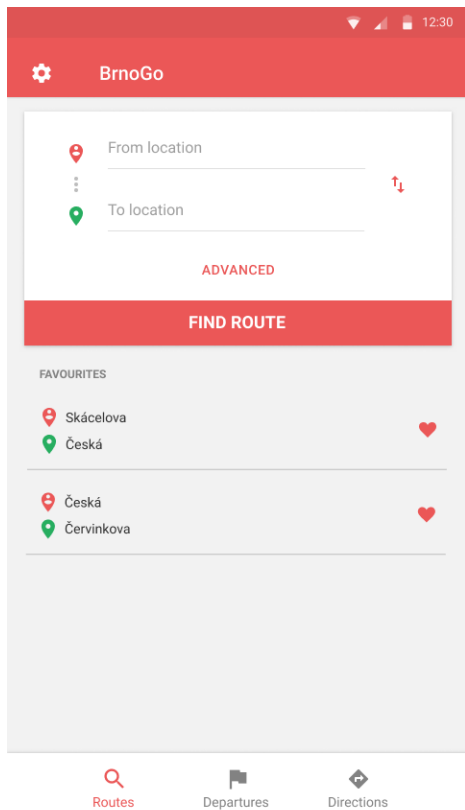 12:30
BrnoGo
From location
To location
ADVANCED
FIND ROUTE
FAVOURITES
Skácelova
Česká
Česká
Červinkova
Routes
Departures
Directions